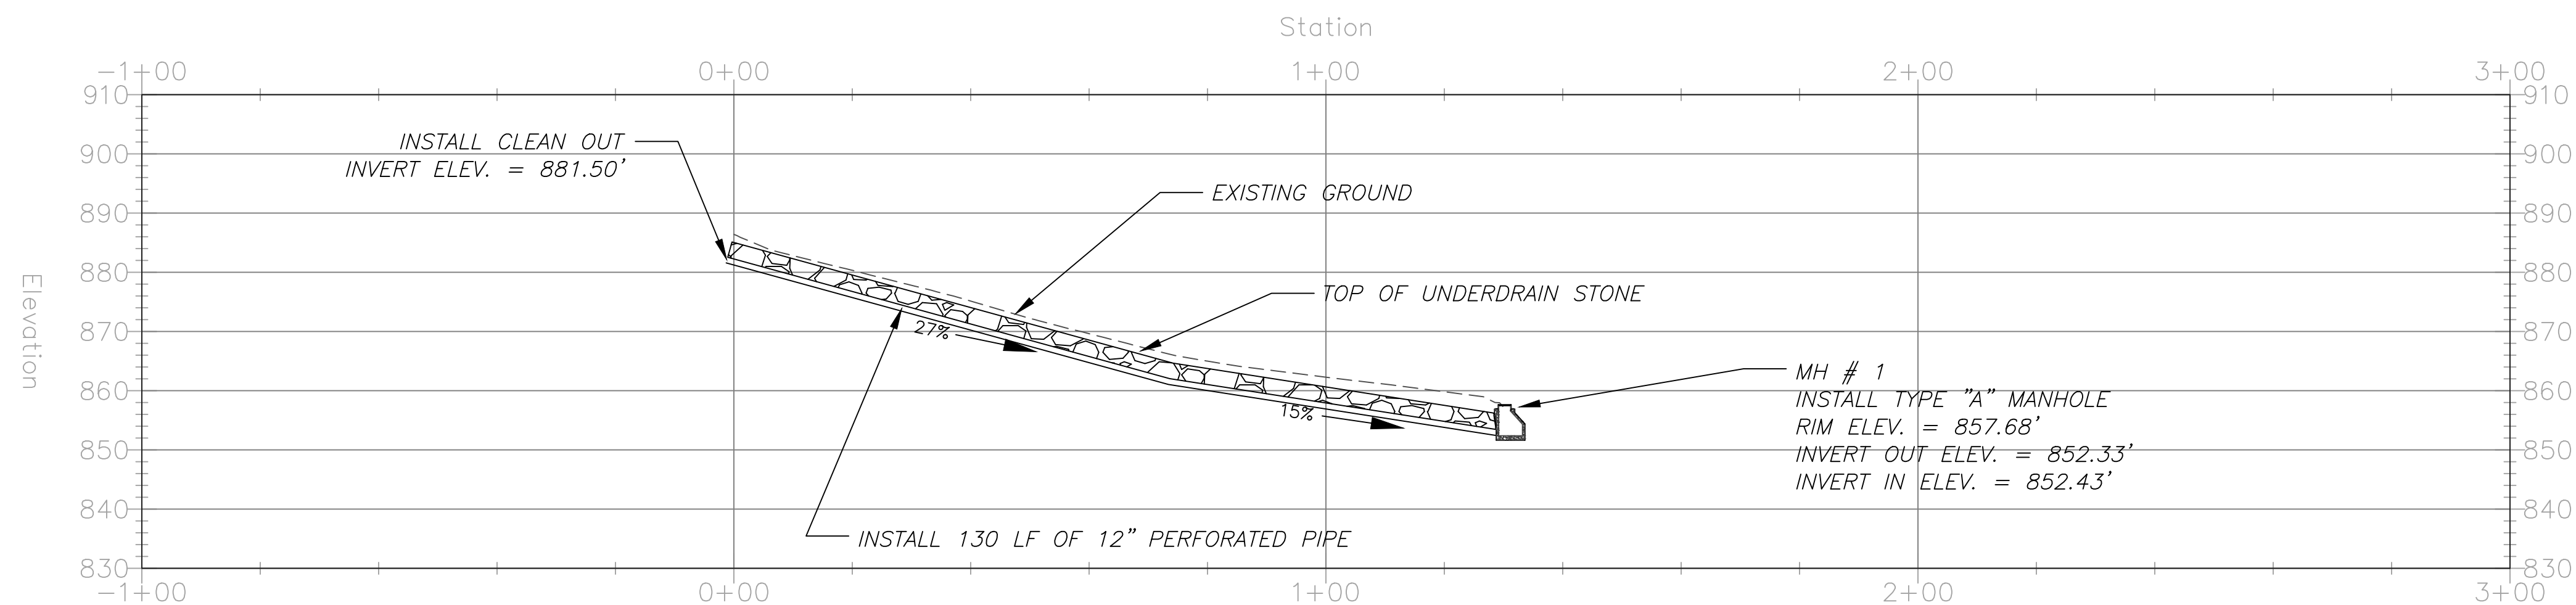 Station
-1+00 0+00 1+00 2+00 3+00
910 910
INSTALL CLEAN OUT
INVERT ELEV. = 881.50'
900 900
EXISTING GROUND
890 890
880 880
TOP OF UNDERDRAIN STONE
Elevation
870 870
27%
MH # 1
INSTALL TYPE "A" MANHOLE
RIM ELEV. = 857.68'
INVERT OUT ELEV. = 852.33'
INVERT IN ELEV. = 852.43'
860 860
15%
850 850
840 840
INSTALL 130 LF OF 12" PERFORATED PIPE
830 830
-1+00 0+00 1+00 2+00 3+00